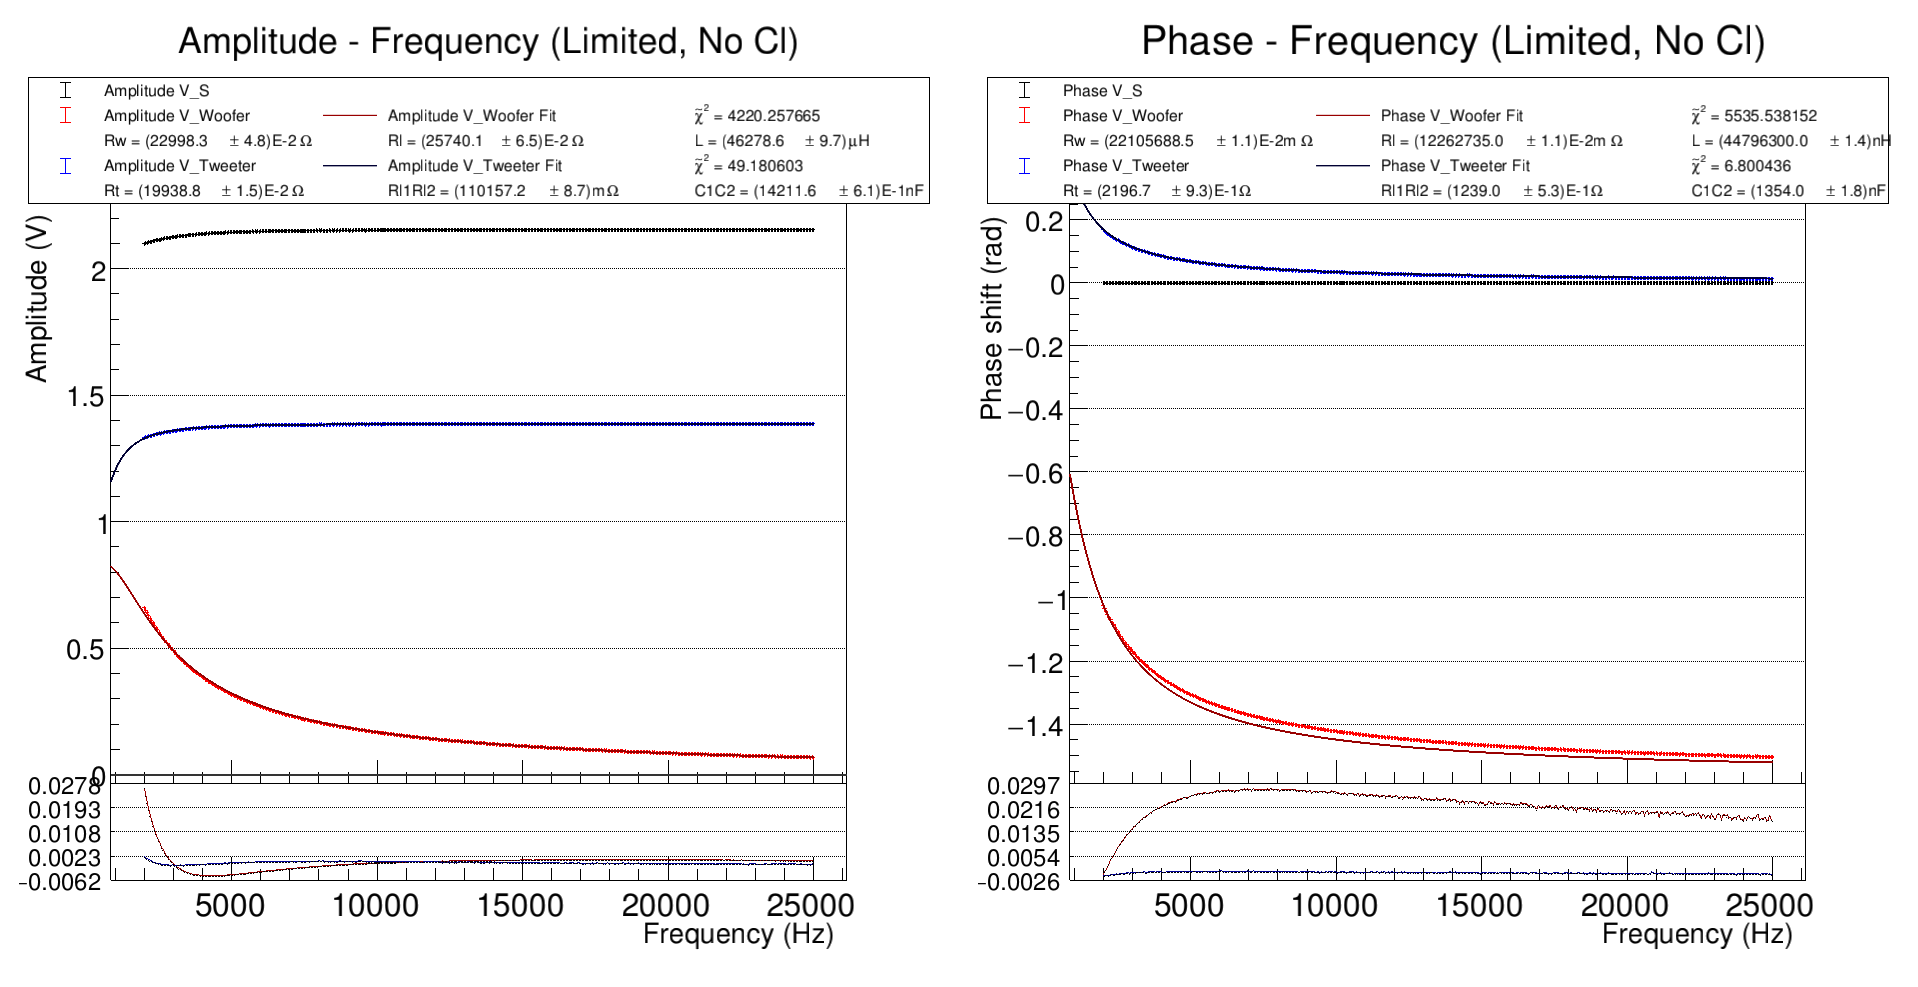 Amplitude - Frequency (Limited, No Cl)
Amplitude V_S
Amplitude V_Woofer Amplitude V_Woofer Fit χ̃² = 4220.257665
Rw = (22998.3 ± 4.8)E-2 Ω Rl = (25740.1 ± 6.5)E-2 Ω L = (46278.6 ± 9.7)μH
Amplitude V_Tweeter Amplitude V_Tweeter Fit χ̃² = 49.180603
Rt = (19938.8 ± 1.5)E-2 Ω Rl1Rl2 = (110157.2 ± 8.7)mΩ C1C2 = (14211.6 ± 6.1)E-1nF
Amplitude (V)
2
1.5
1
0.5
0
0.0278
0.0193
0.0108
0.0023
−0.0062
5000 10000 15000 20000 25000
Frequency (Hz)
Phase - Frequency (Limited, No Cl)
Phase V_S
Phase V_Woofer Phase V_Woofer Fit χ̃² = 5535.538152
Rw = (22105688.5 ± 1.1)E-2m Ω Rl = (12262735.0 ± 1.1)E-2m Ω L = (44796300.0 ± 1.4)nH
Phase V_Tweeter Phase V_Tweeter Fit χ̃² = 6.800436
Rt = (2196.7 ± 9.3)E-1Ω Rl1Rl2 = (1239.0 ± 5.3)E-1Ω C1C2 = (1354.0 ± 1.8)nF
Phase shift (rad)
0.2
0
−0.2
−0.4
−0.6
−0.8
−1
−1.2
−1.4
0.0297
0.0216
0.0135
0.0054
−0.0026
5000 10000 15000 20000 25000
Frequency (Hz)